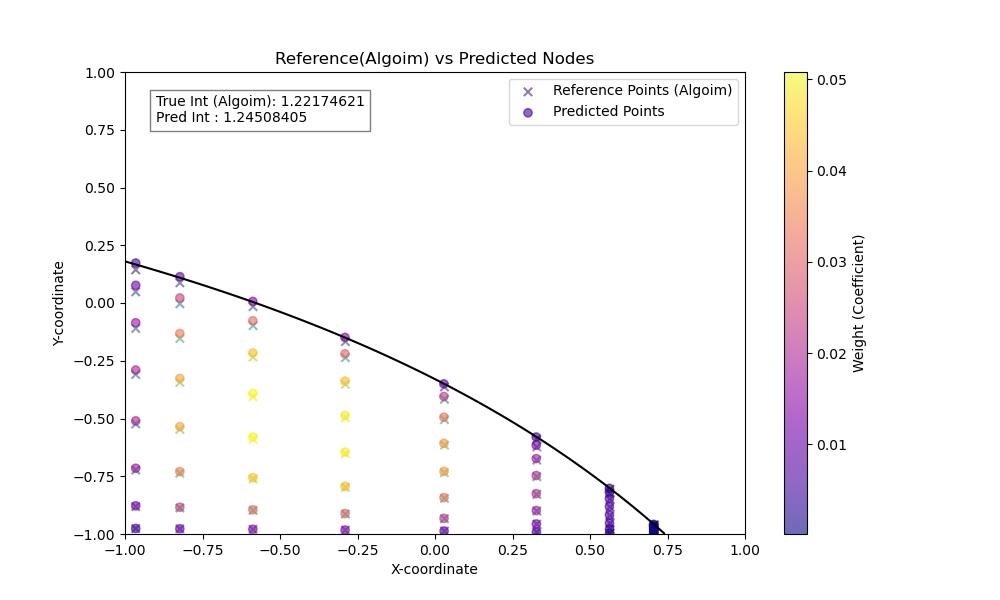 Reference(Algoim) vs Predicted Nodes
True Int (Algoim): 1.22174621
Pred Int : 1.24508405
Reference Points (Algoim)
Predicted Points
1.00
0.75
0.50
0.25
0.00
−0.25
−0.50
−0.75
−1.00
Y-coordinate
−1.00 −0.75 −0.50 −0.25 0.00 0.25 0.50 0.75 1.00
X-coordinate
0.05
0.04
0.03
0.02
0.01
Weight (Coefficient)